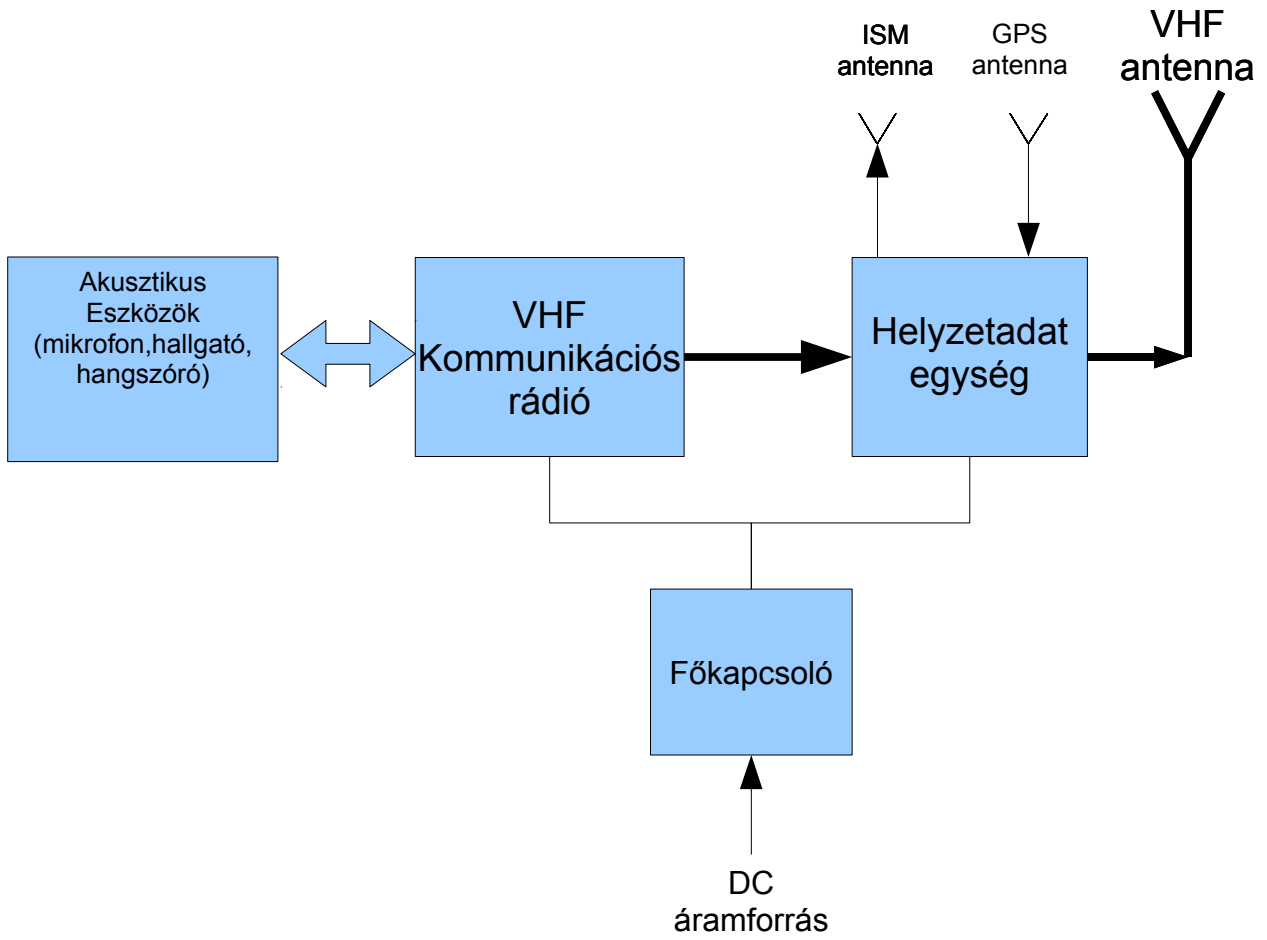 ISM
antenna
GPS
antenna
VHF
antenna
Akusztikus
Eszközök
(mikrofon,hallgató,
hangszóró)
VHF
Kommunikációs
rádió
Helyzetadat
egység
Főkapcsoló
DC
áramforrás